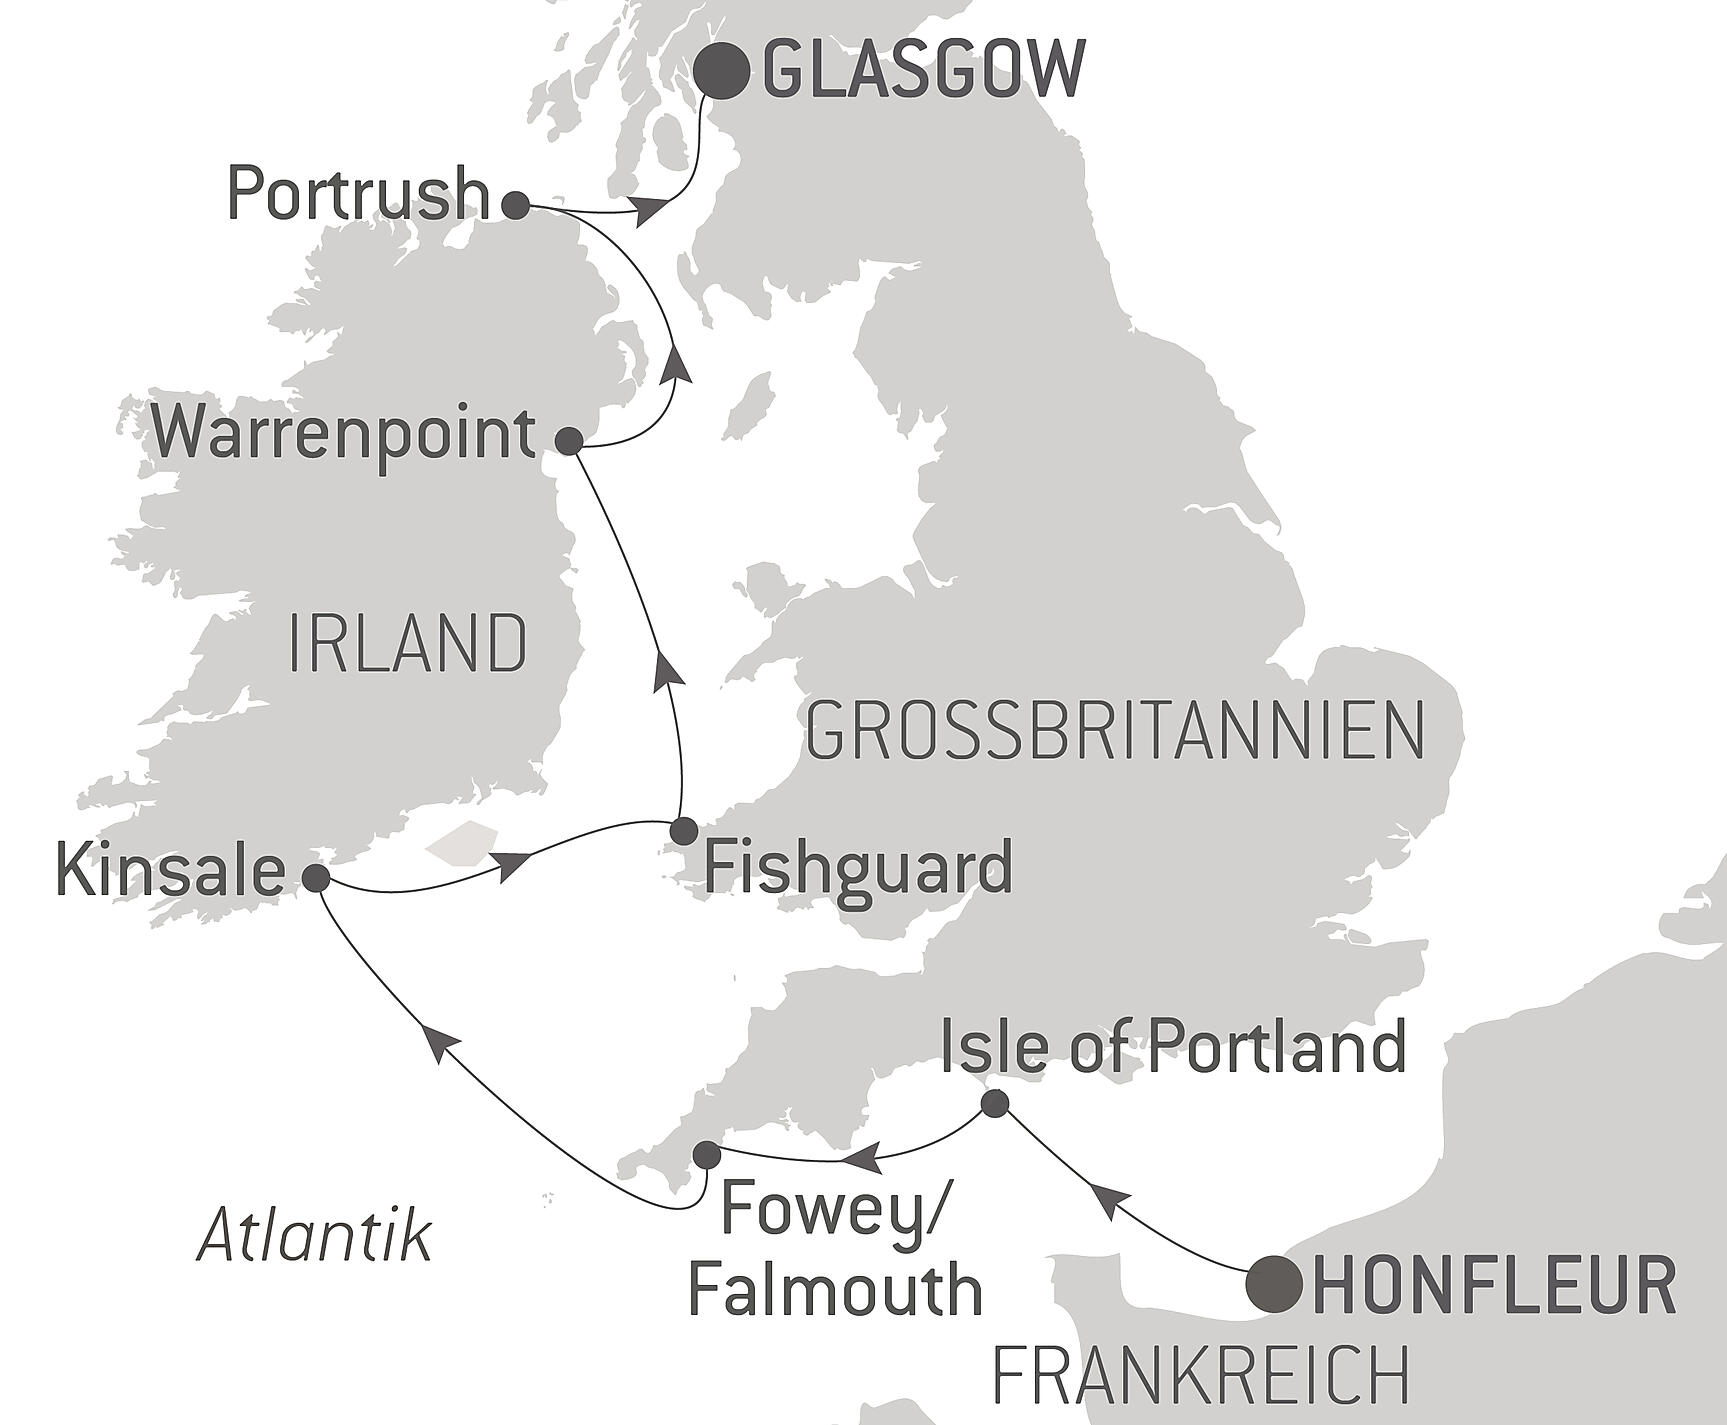 GLASGOW
Portrush
Warrenpoint
IRLAND
GROSSBRITANNIEN
Kinsale
Fishguard
Isle of Portland
Fowey/
Falmouth
Atlantik
HONFLEUR
FRANKREICH